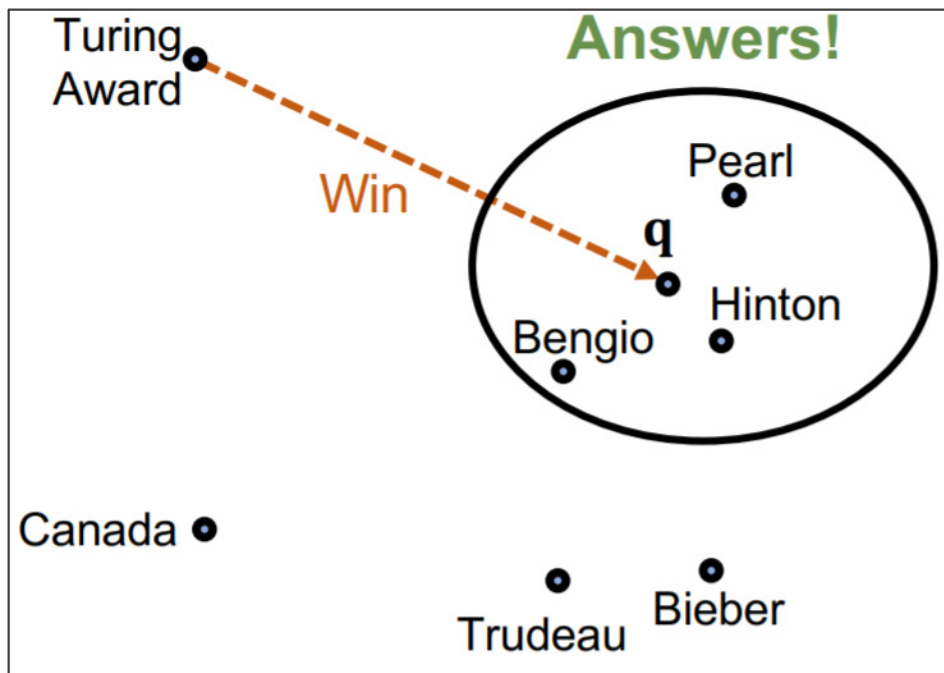 Turing
Award
Answers!
Pearl
Win
q
Hinton
Bengio
Canada
Trudeau
Bieber